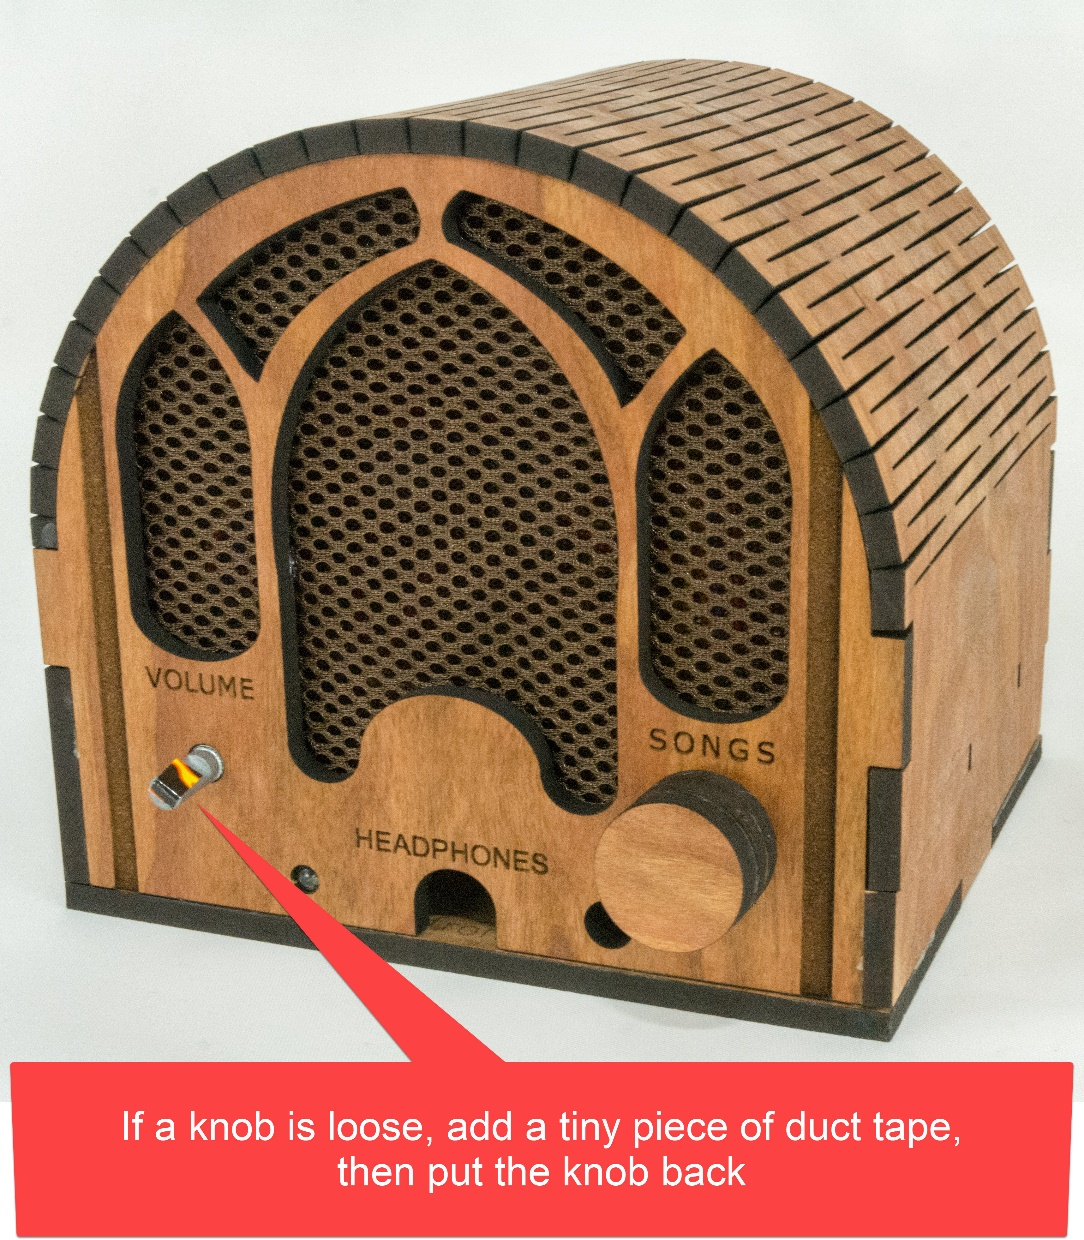 VOLUME
SONGS
HEADPHONES
If a knob is loose, add a tiny piece of duct tape,
then put the knob back